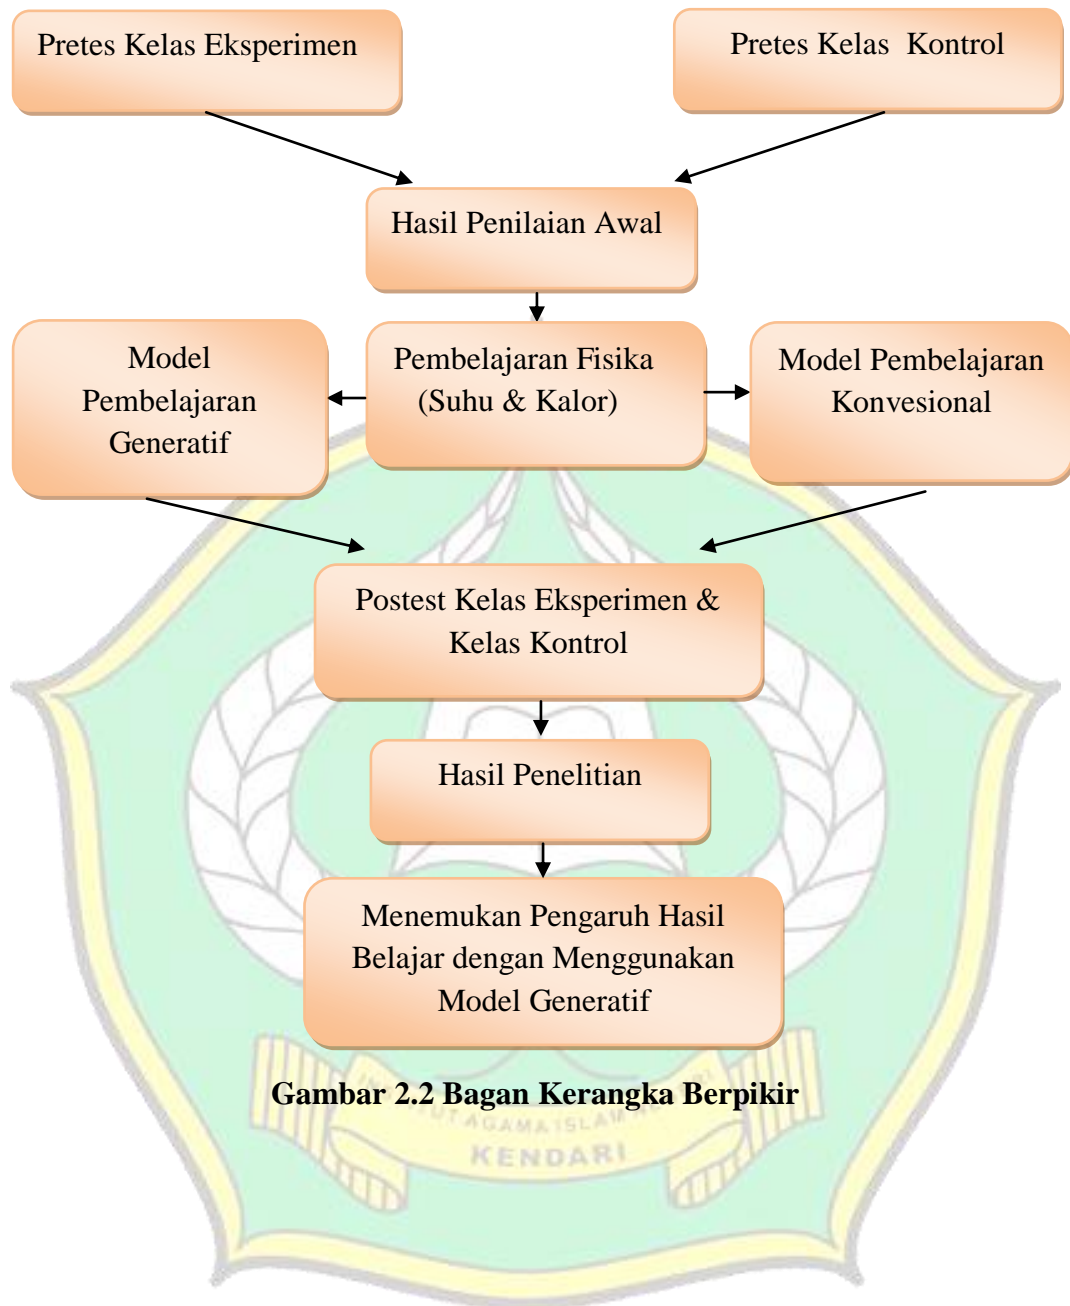 Pretes Kelas Eksperimen
Pretes Kelas Kontrol
Hasil Penilaian Awal
Model
Pembelajaran
Generatif
Pembelajaran Fisika
(Suhu & Kalor)
Model Pembelajaran
Konvesional
Postest Kelas Eksperimen &
Kelas Kontrol
Hasil Penelitian
Menemukan Pengaruh Hasil
Belajar dengan Menggunakan
Model Generatif
Gambar 2.2 Bagan Kerangka Berpikir
AGAMA ISLAM
KENDARI